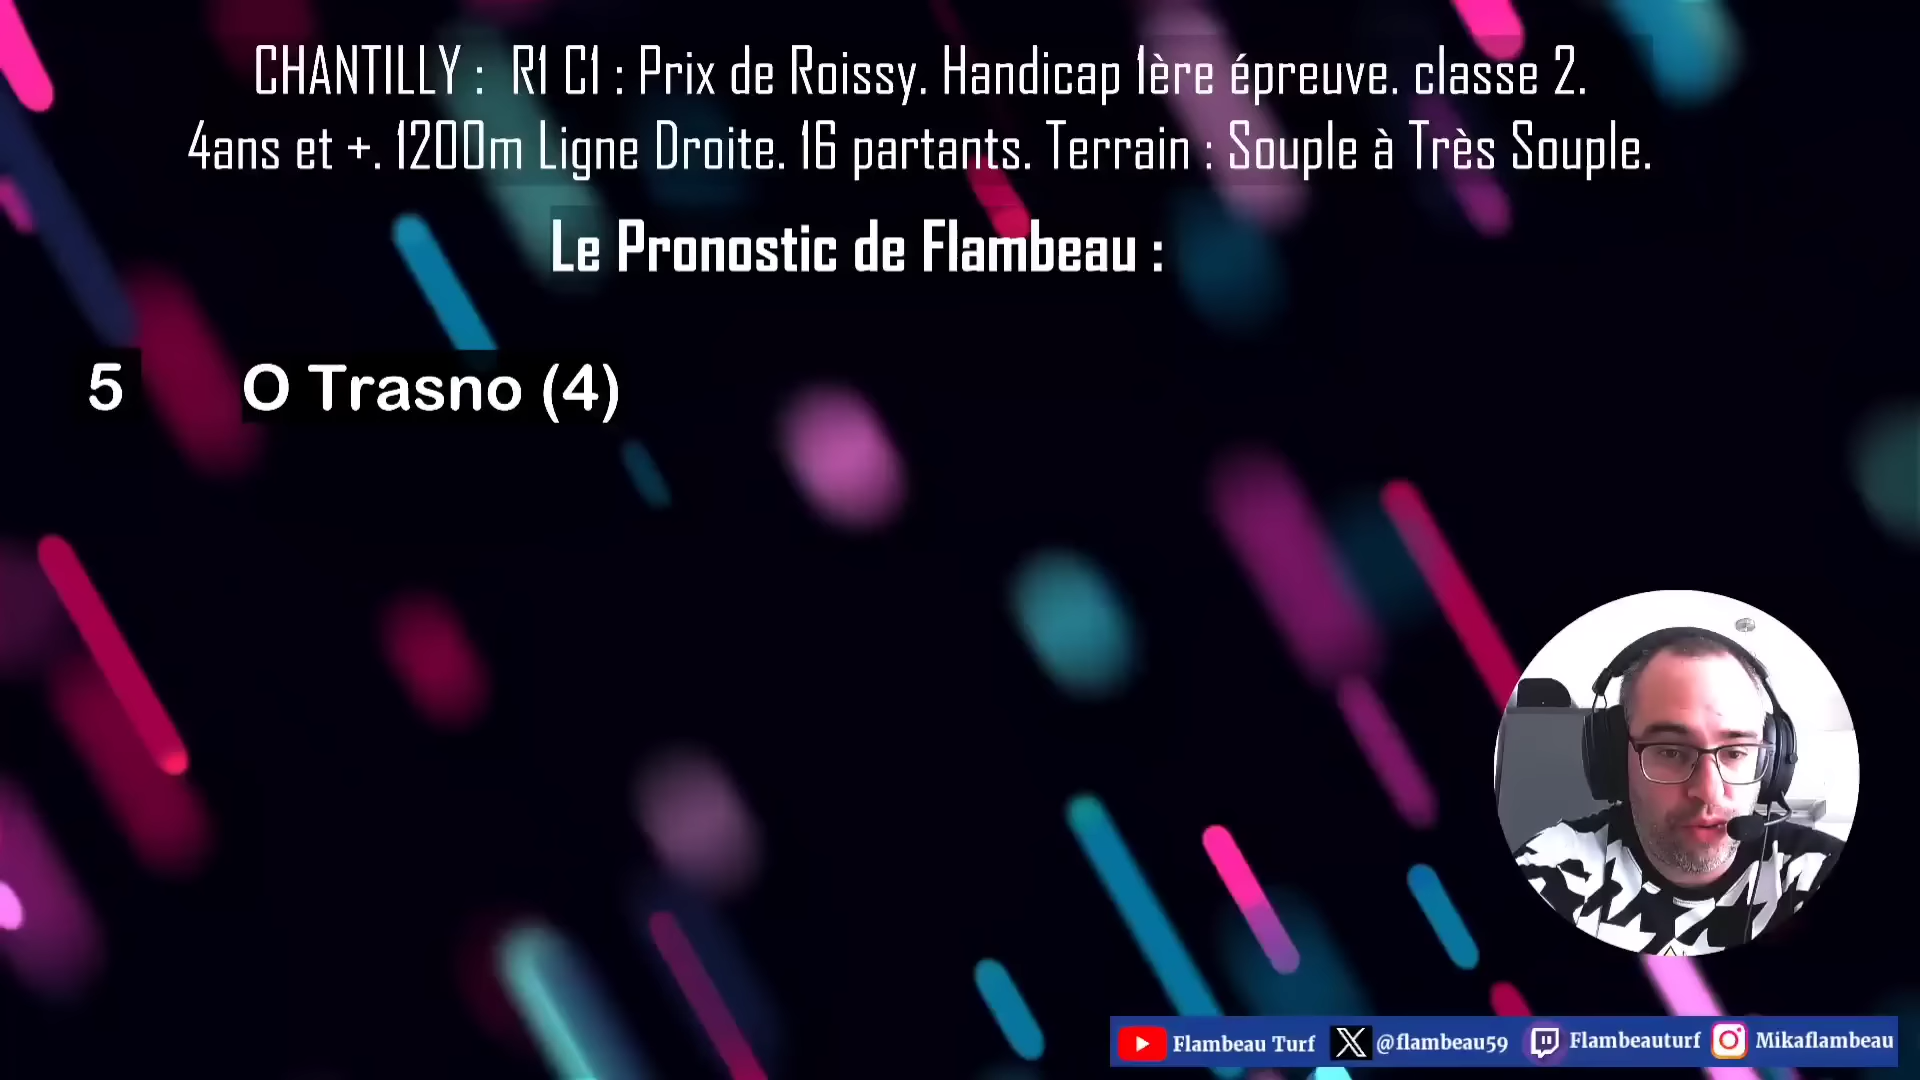 CHANTILLY : R1 C1 : Prix de Roissy. Handicap 1ère épreuve. classe 2.
4ans et +. 1200m Ligne Droite. 16 partants. Terrain : Souple à Très Souple.
Le Pronostic de Flambeau :
5 O Trasno (4)
Flambeau Turf @flambeau59 Flambeauturf Mikaflambeau